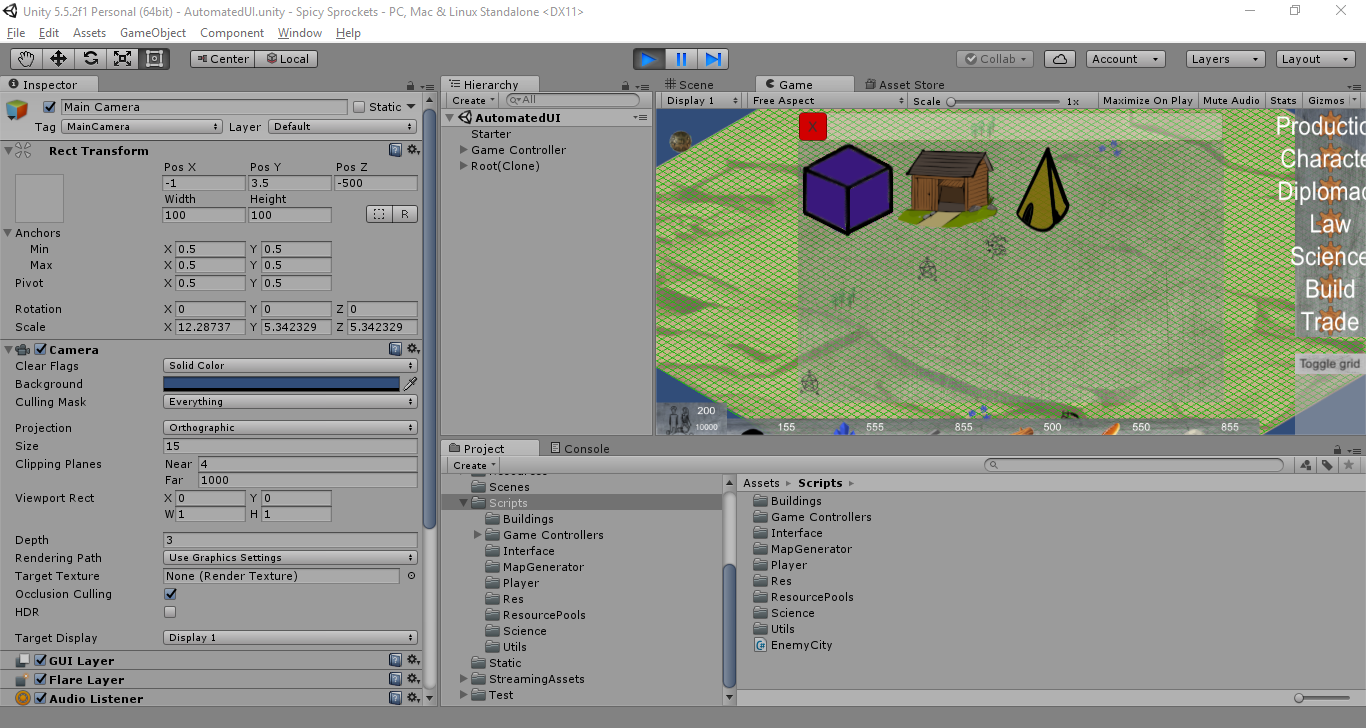 Unity 5.5.2f1 Personal (64bit) - AutomatedUI.unity - Spicy Sprockets - PC, Mac & Linux Standalone <DX11>
File Edit Assets GameObject Component Window Help
Center Local Collab Account Layers Layout
Inspector
Main Camera Static
Tag MainCamera Layer Default
Rect Transform
Pos X Pos Y Pos Z
-1 3.5 -500
Width Height
100 100 R
Anchors
Min X 0.5 Y 0.5
Max X 0.5 Y 0.5
Pivot X 0.5 Y 0.5
Rotation X 0 Y 0 Z 0
Scale X 12.28737 Y 5.342329 Z 5.342329
Camera
Clear Flags Solid Color
Background
Culling Mask Everything
Projection Orthographic
Size 15
Clipping Planes Near 4
Far 1000
Viewport Rect X 0 Y 0
W 1 H 1
Depth 3
Rendering Path Use Graphics Settings
Target Texture None (Render Texture)
Occlusion Culling
HDR
Target Display Display 1
GUI Layer
Flare Layer
Audio Listener
Hierarchy
Create All
AutomatedUI
Starter
Game Controller
Root(Clone)
Scene Game Asset Store
Display 1 Free Aspect Scale 1x Maximize On Play Mute Audio Stats Gizmos
X
Productio
Characte
Diplomac
Law
Science
Build
Trade
Toggle grid
200
10000 155 555 855 500 550 855
Project Console
Create
Scenes
Scripts
Buildings
Game Controllers
Interface
MapGenerator
Player
Res
ResourcePools
Science
Utils
Static
StreamingAssets
Test
Assets Scripts
Buildings
Game Controllers
Interface
MapGenerator
Player
Res
ResourcePools
Science
Utils
EnemyCity